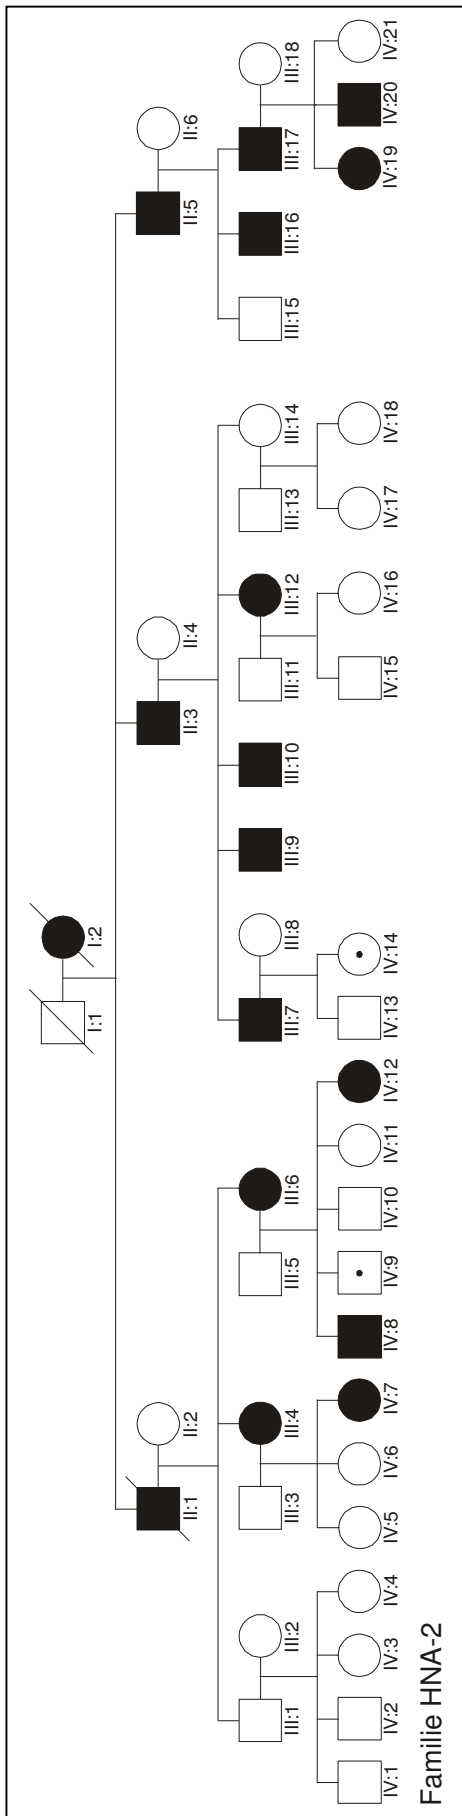 I:1 I:2
II:1 II:2 II:3 II:4 II:5 II:6
III:1 III:2 III:3 III:4 III:5 III:6 III:7 III:8 III:9 III:10 III:11 III:12 III:13 III:14 III:15 III:16 III:17 III:18
IV:1 IV:2 IV:3 IV:4 IV:5 IV:6 IV:7 IV:8 IV:9 IV:10 IV:11 IV:12 IV:13 IV:14 IV:15 IV:16 IV:17 IV:18 IV:19 IV:20 IV:21
Familie HNA-2